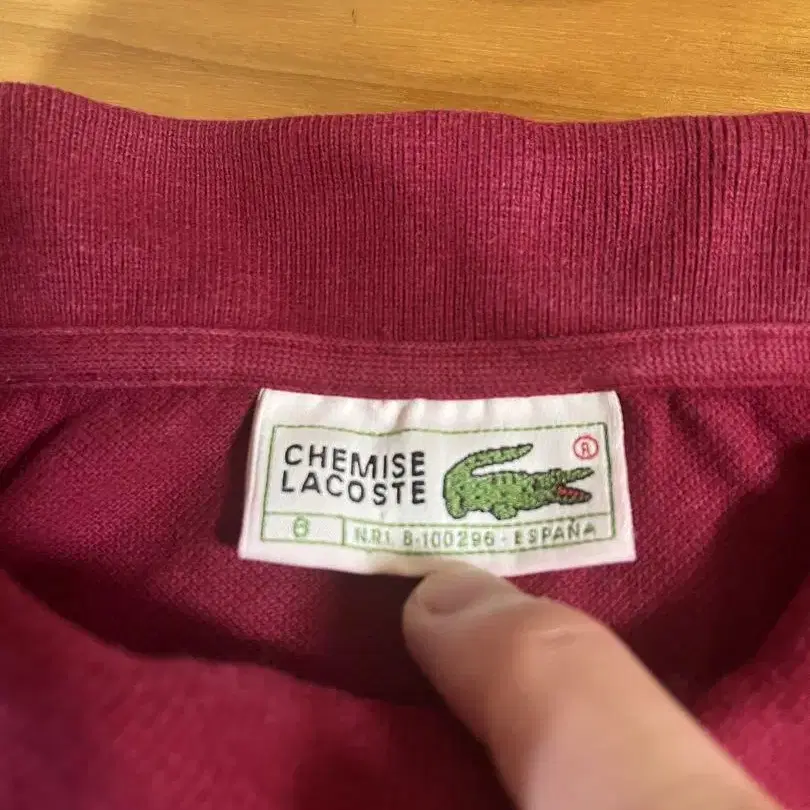 CHEMISE
LACOSTE
®
6
N.R.I. B-100296 - ESPAÑA